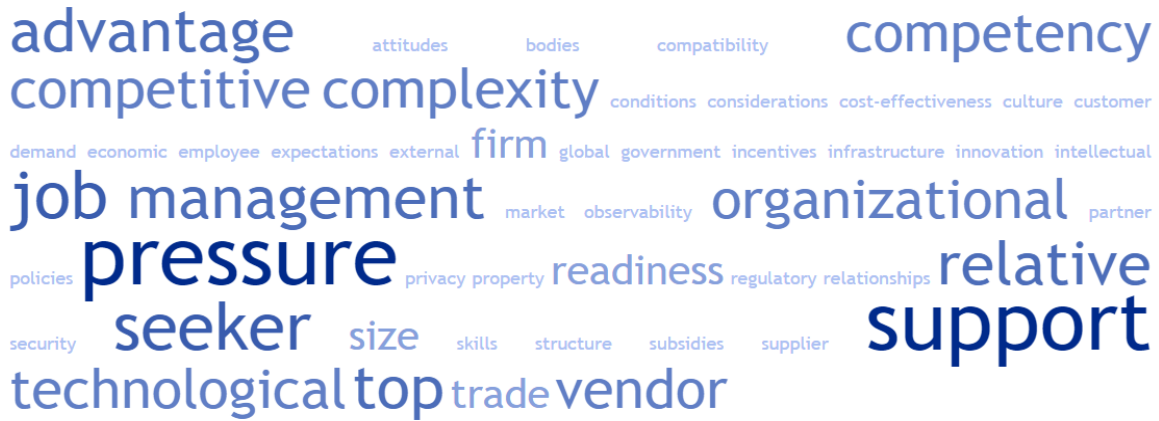 advantage attitudes bodies compatibility competency
competitive complexity conditions considerations cost-effectiveness culture customer
demand economic employee expectations external firm global government incentives infrastructure innovation intellectual
job management market observability organizational partner
policies pressure privacy property readiness regulatory relationships relative
security seeker size skills structure subsidies supplier support
technological top trade vendor